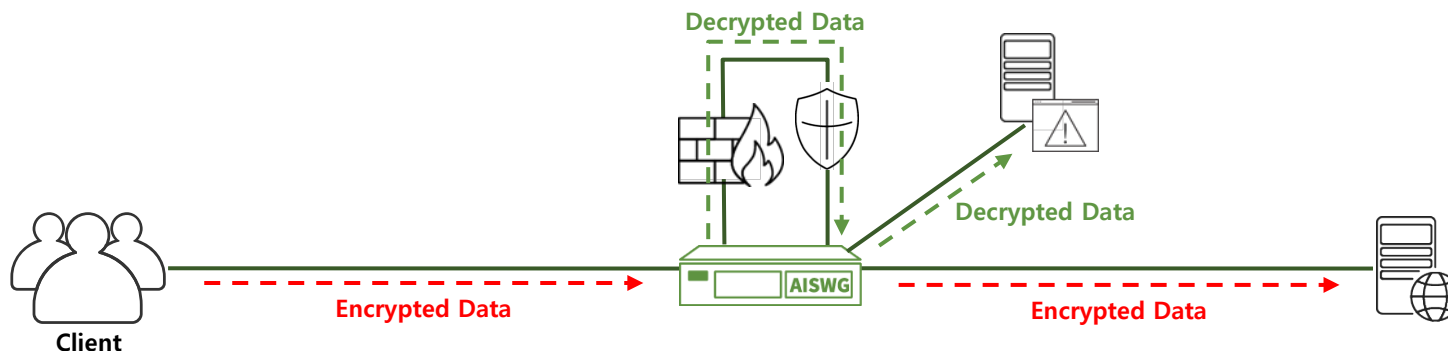 Decrypted Data
Decrypted Data
AISWG
Encrypted Data
Encrypted Data
Client